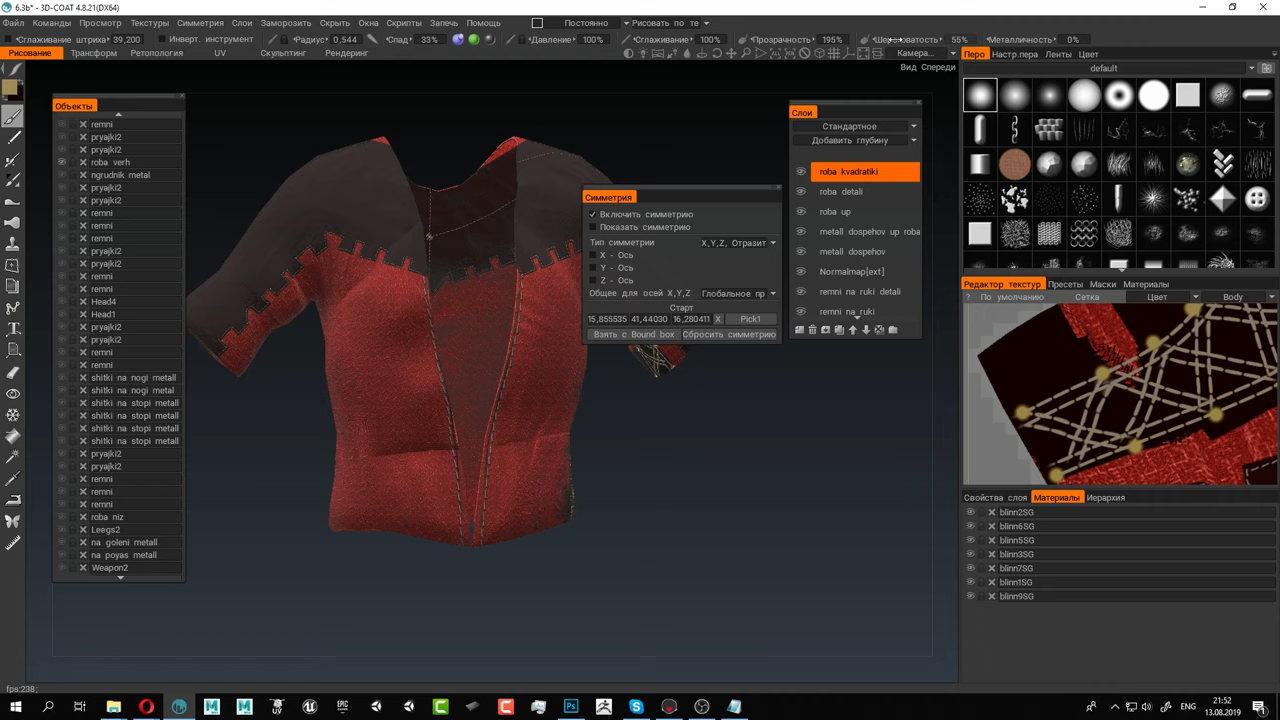 6.3b* - 3D-COAT 4.8.21(DX64)
Файл Команды Просмотр Текстуры Симметрия Слои Заморозить Скрыть Окна Скрипты Запечь Помощь Постоянно Рисовать по те
Сглаживание штриха 39,200 Инверт. инструмент Радиус 0,544 Спад 33% Давление 100% Сглаживание 100% Прозрачность 195% 55% Металличность 0%
Рисование Трансформ Ретопология UV Скульптинг Рендеринг Камера...
Вид Спереди
Перо Настр.пера Ленты Цвет
default
Объекты
remni
pryajki2
pryajki2
roba verh
ngrudnik metal
pryajki2
pryajki2
remni
remni
remni
pryajki2
pryajki2
remni
pryajki2
Head4
Head1
pryajki2
pryajki2
remni
remni
shitki na nogi metall
shitki na nogi metal
shitki na stopi metall
shitki na stopi metall
shitki na stopi metall
shitki na stopi metall
pryajki2
pryajki2
remni
remni
remni
roba niz
Leegs2
na goleni metall
na poyas metall
Weapon2
Симметрия
Включить симметрию
Показать симметрию
Тип симметрии X,Y,Z, Отразит
X - Ось
Y - Ось
Z - Ось
Общее для осей X,Y,Z Глобальное пр
Старт
15,855535 41,44030 16,280411 X Pick1
Взять с Bound box Сбросить симметрию
Слои
Стандартное
Добавить глубину
roba kvadratiki
roba detali
roba up
metall dospehov up roba
metall dospehov
Normalmap[ext]
remni na ruki detali
remni na ruki
Редактор текстур Пресеты Маски Материалы
? По умолчанию Сетка Цвет Body
Свойства слоя Материалы Иерархия
blinn2SG
blinn6SG
blinn5SG
blinn3SG
blinn7SG
blinn1SG
blinn9SG
fps:238;
ENG 21:52
13.08.2019